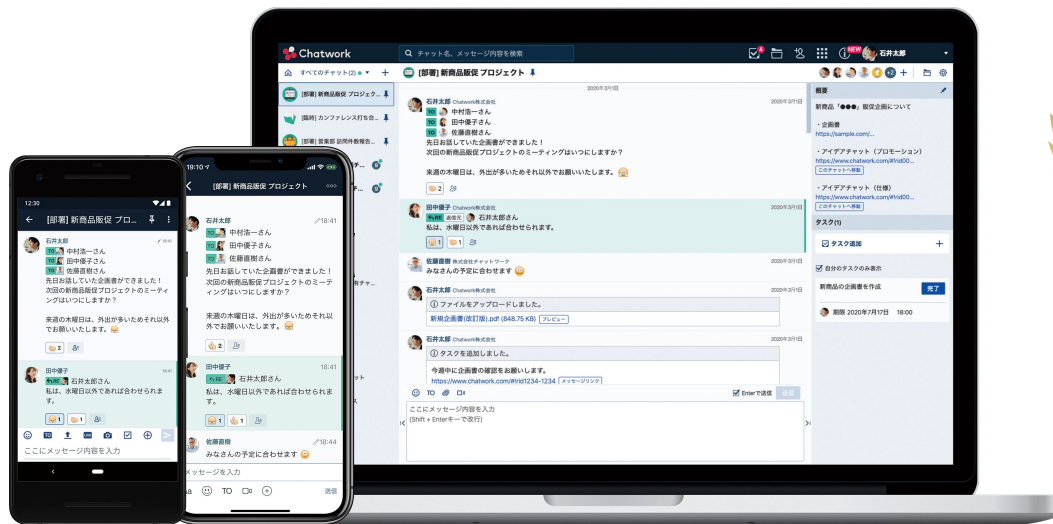 Chatwork
チャット名、メッセージ内容を検索
4
NEW
石井太郎
すべてのチャット(2)
[部署] 新商品販促 プロジェクト
+2
[部署] 新商品販促 プロジェク...
[臨時] カンファレンス打ち合...
[部署] 営業部 訪問件数報告...
2020年3月1日
石井太郎 Chatwork株式会社
2020年3月1日
TO 中村浩一さん
TO 田中優子さん
TO 佐藤直樹さん
先日お話していた企画書ができました！
次回の新商品販促プロジェクトのミーティングはいつにしますか？
来週の木曜日は、外出が多いためそれ以外でお願いいたします。
2
田中優子 Chatwork株式会社
2020年3月1日
RE 返信元 石井太郎さん
私は、水曜日以外であれば合わせられます。
1 1
佐藤直樹 株式会社チャットワーク
2020年3月1日
みなさんの予定に合わせます
石井太郎 Chatwork株式会社
2020年3月1日
ファイルをアップロードしました。
新規企画書(改訂版).pdf (848.75 KB) プレビュー
石井太郎 Chatwork株式会社
2020年3月1日
タスクを追加しました。
今週中に企画書の確認をお願いします。
https://www.chatwork.com/#!rid1234-1234 メッセージリンク
TO
Enterで送信 送信
ここにメッセージ内容を入力
(Shift + Enterキーで改行)
概要
新商品「●●●」販促企画について
・企画書
https://sample.com/...
・アイデアチャット（プロモーション）
https://www.chatwork.com/#!rid00...
このチャットへ移動
・アイデアチャット（仕様）
https://www.chatwork.com/#!rid00...
このチャットへ移動
タスク(1)
タスク追加
自分のタスクのみ表示
新商品の企画書を作成
完了
期限 2020年7月17日 18:00
12:30
[部署] 新商品販促 プロ...
石井太郎
18:41
TO 中村浩一さん
TO 田中優子さん
TO 佐藤直樹さん
先日お話していた企画書ができました！
次回の新商品販促プロジェクトのミーティ
ングはいつにしますか？
来週の木曜日は、外出が多いためそれ以外
でお願いいたします。
2
田中優子
18:41
RE 石井太郎さん
私は、水曜日以外であれば合わせられま
す。
1 1
TO
LIVE
ここにメッセージを入力
19:10
[部署] 新商品販促 プロジェクト
石井太郎
18:41
TO 中村浩一さん
TO 田中優子さん
TO 佐藤直樹さん
先日お話していた企画書ができました！
次回の新商品販促プロジェクトのミーテ
ィングはいつにしますか？
来週の木曜日は、外出が多いためそれ以
外でお願いいたします。
2
田中優子
18:41
RE 石井太郎さん
私は、水曜日以外であれば合わせられま
す。
1 1
佐藤直樹
18:44
みなさんの予定に合わせます
メッセージを入力
Aa
TO
送信